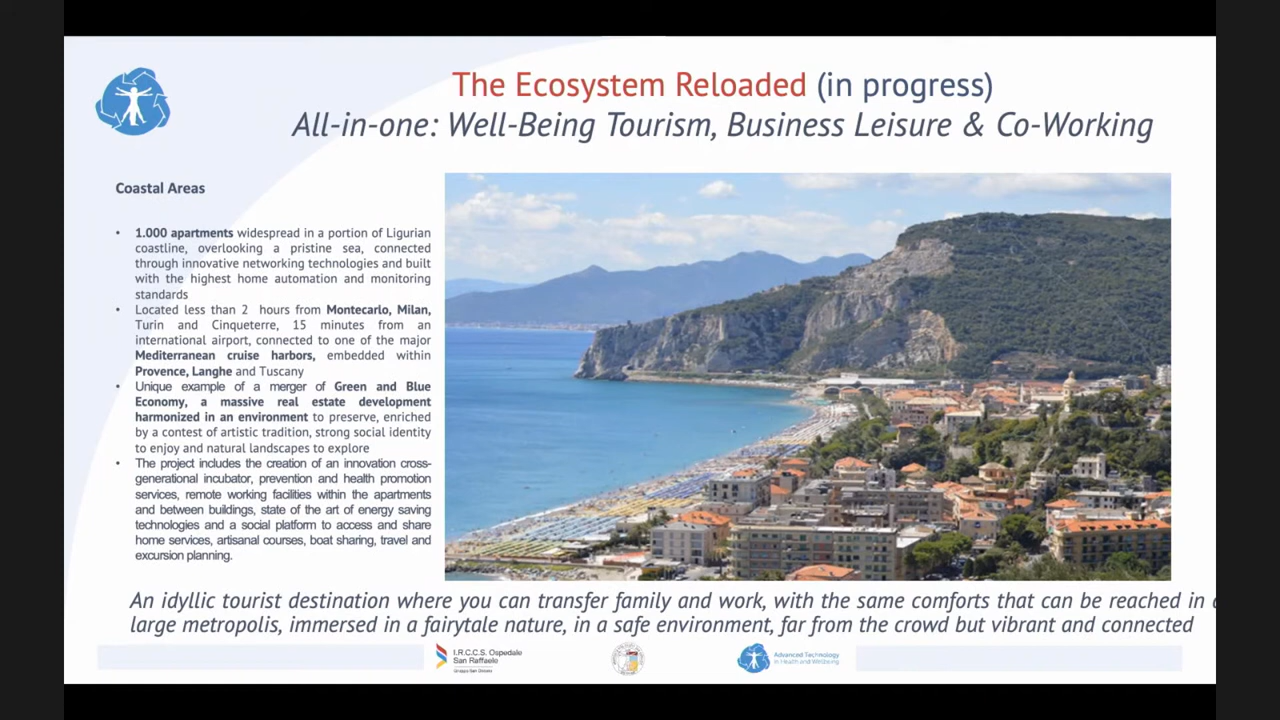 The Ecosystem Reloaded (in progress)
All-in-one: Well-Being Tourism, Business Leisure & Co-Working
Coastal Areas
• 1.000 apartments widespread in a portion of Ligurian
coastline, overlooking a pristine sea, connected
through innovative networking technologies and built
with the highest home automation and monitoring
standards
• Located less than 2 hours from Montecarlo, Milan,
Turin and Cinqueterre, 15 minutes from an
international airport, connected to one of the major
Mediterranean cruise harbors, embedded within
Provence, Langhe and Tuscany
• Unique example of a merger of Green and Blue
Economy, a massive real estate development
harmonized in an environment to preserve, enriched
by a contest of artistic tradition, strong social identity
to enjoy and natural landscapes to explore
• The project includes the creation of an innovation cross-
generational incubator, prevention and health promotion
services, remote working facilities within the apartments
and between buildings, state of the art of energy saving
technologies and a social platform to access and share
home services, artisanal courses, boat sharing, travel and
excursion planning.
An idyllic tourist destination where you can transfer family and work, with the same comforts that can be reached in
large metropolis, immersed in a fairytale nature, in a safe environment, far from the crowd but vibrant and connected
I.R.C.C.S. Ospedale
San Raffaele
Gruppo San Donato
Advanced Technology
in Health and Wellbeing